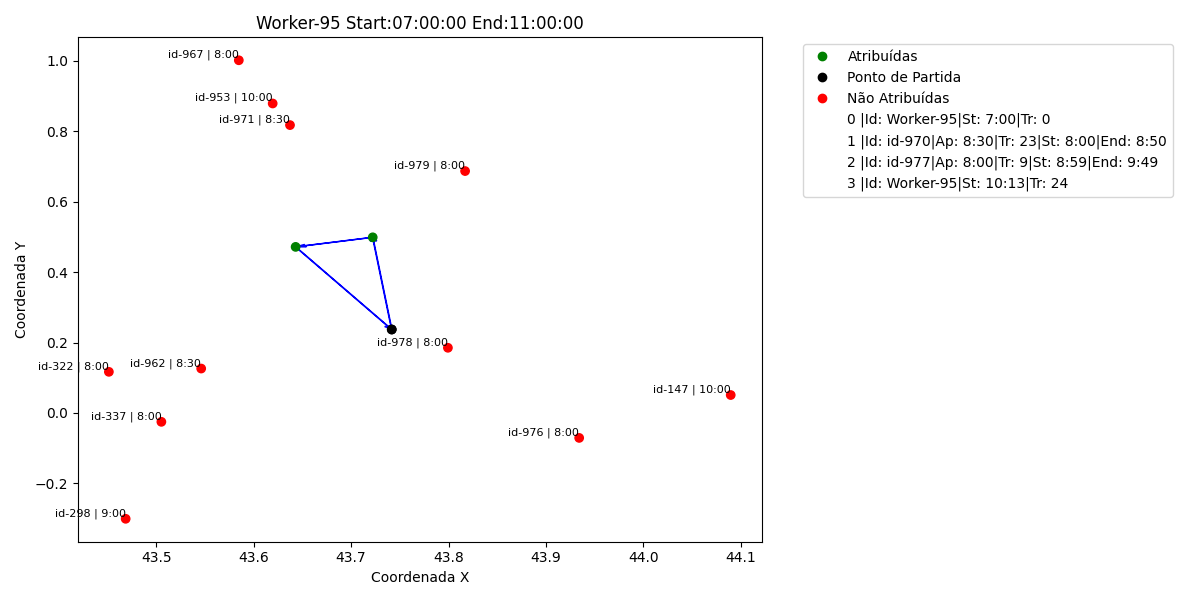 Worker-95 Start:07:00:00 End:11:00:00
Coordenada Y
1.0
0.8
0.6
0.4
0.2
0.0
−0.2
id-967 | 8:00
id-953 | 10:00
id-971 | 8:30
id-979 | 8:00
id-978 | 8:00
id-322 | 8:00
id-962 | 8:30
id-147 | 10:00
id-337 | 8:00
id-976 | 8:00
id-298 | 9:00
43.5
43.6
43.7
43.8
43.9
44.0
44.1
Coordenada X
Atribuídas
Ponto de Partida
Não Atribuídas
0 |Id: Worker-95|St: 7:00|Tr: 0
1 |Id: id-970|Ap: 8:30|Tr: 23|St: 8:00|End: 8:50
2 |Id: id-977|Ap: 8:00|Tr: 9|St: 8:59|End: 9:49
3 |Id: Worker-95|St: 10:13|Tr: 24